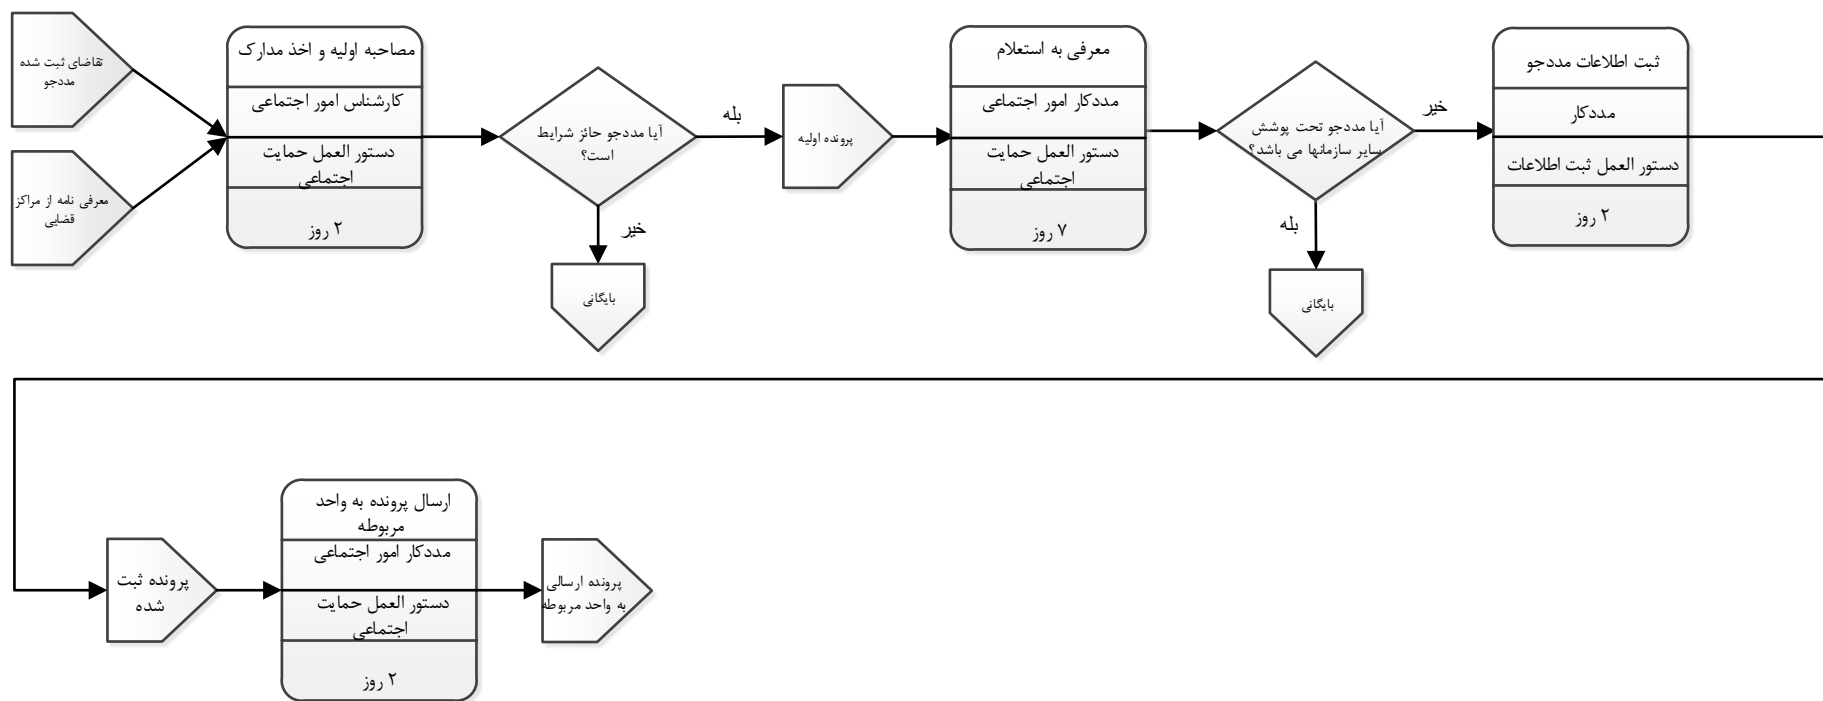 تقاضای ثبت شده
مددجو
معرفی نامه از مراکز
قضایی
مصاحبه اولیه و اخذ مدارک
کارشناس امور اجتماعی
دستور العمل حمایت
اجتماعی
۲ روز
آیا مددجو حائز شرایط
است؟
بله
خیر
بایگانی
پرونده اولیه
معرفی به استعلام
مددکار امور اجتماعی
دستور العمل حمایت
اجتماعی
۷ روز
آیا مددجو تحت پوشش
سایر سازمانها می باشد؟
خیر
بله
بایگانی
ثبت اطلاعات مددجو
مددکار
دستور العمل ثبت اطلاعات
۲ روز
پرونده ثبت
شده
ارسال پرونده به واحد
مربوطه
مددکار امور اجتماعی
دستور العمل حمایت
اجتماعی
۲ روز
پرونده ارسالی
به واحد مربوطه